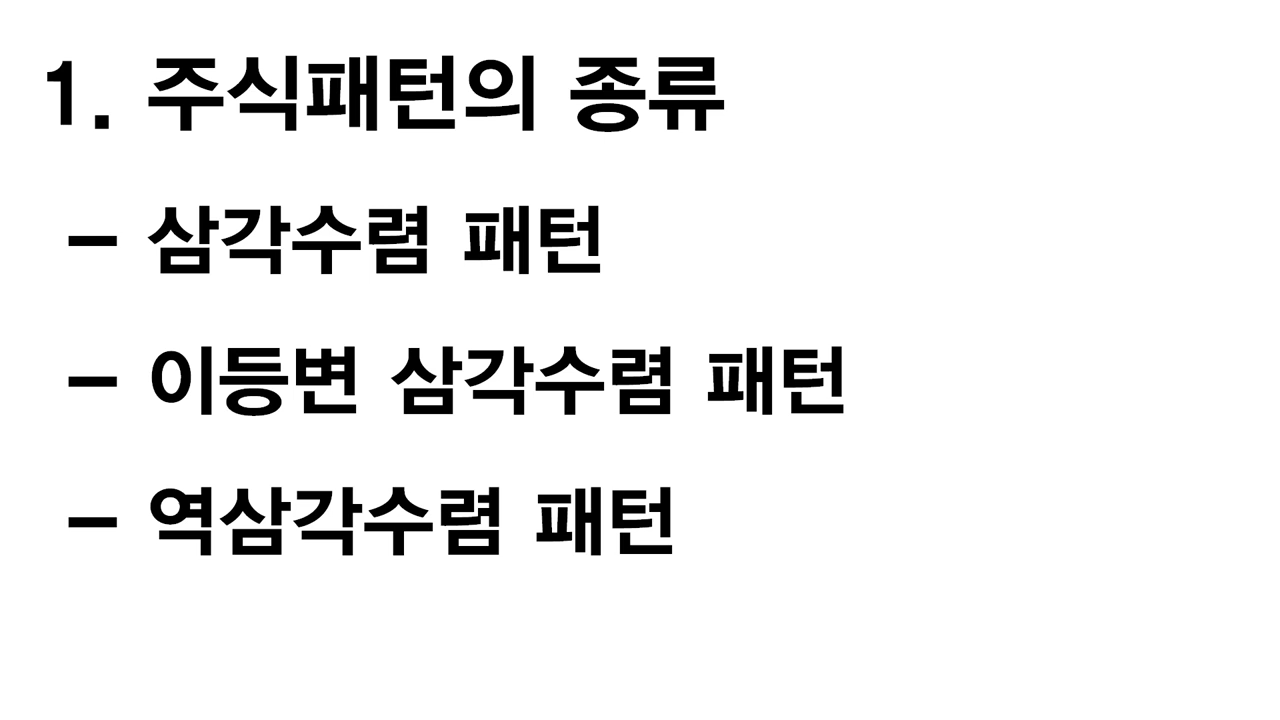 1. 주식패턴의 종류
- 삼각수렴 패턴
- 이등변 삼각수렴 패턴
- 역삼각수렴 패턴